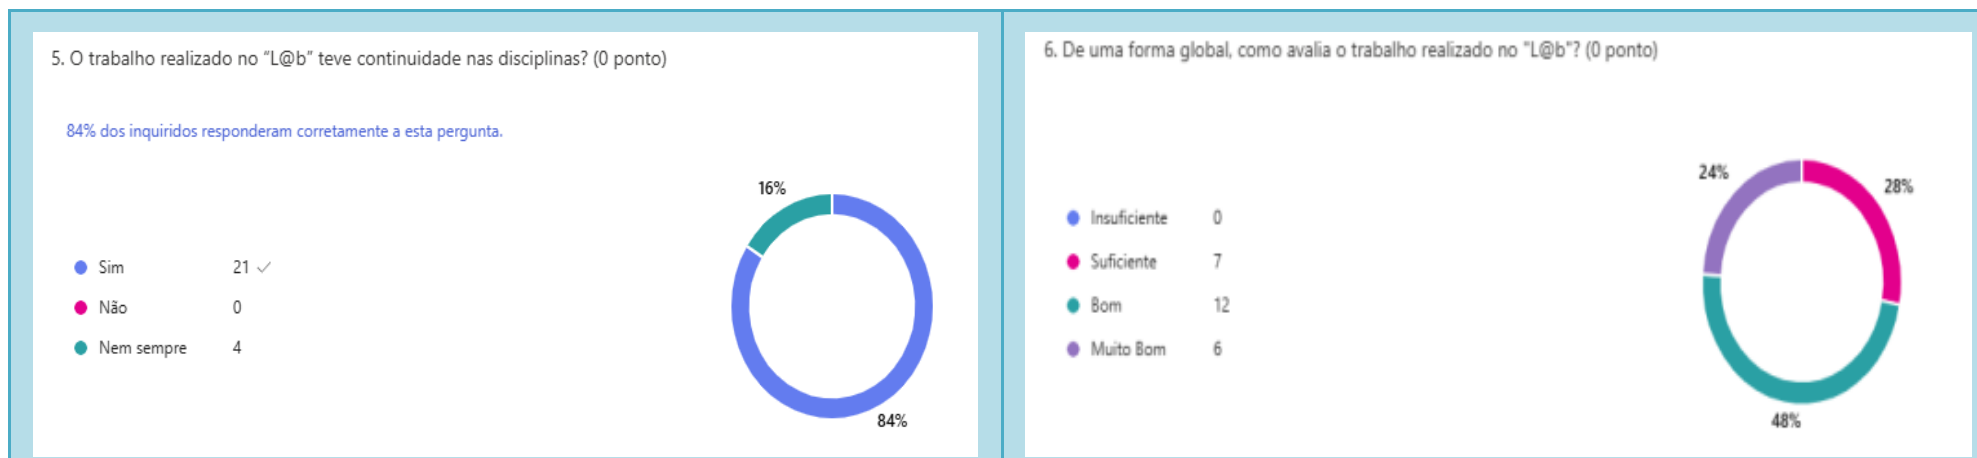 5. O trabalho realizado no “L@b” teve continuidade nas disciplinas? (0 ponto)
84% dos inquiridos responderam corretamente a esta pergunta.
Sim 21
Não 0
Nem sempre 4
16%
84%
6. De uma forma global, como avalia o trabalho realizado no "L@b"? (0 ponto)
Insuficiente 0
Suficiente 7
Bom 12
Muito Bom 6
24%
28%
48%